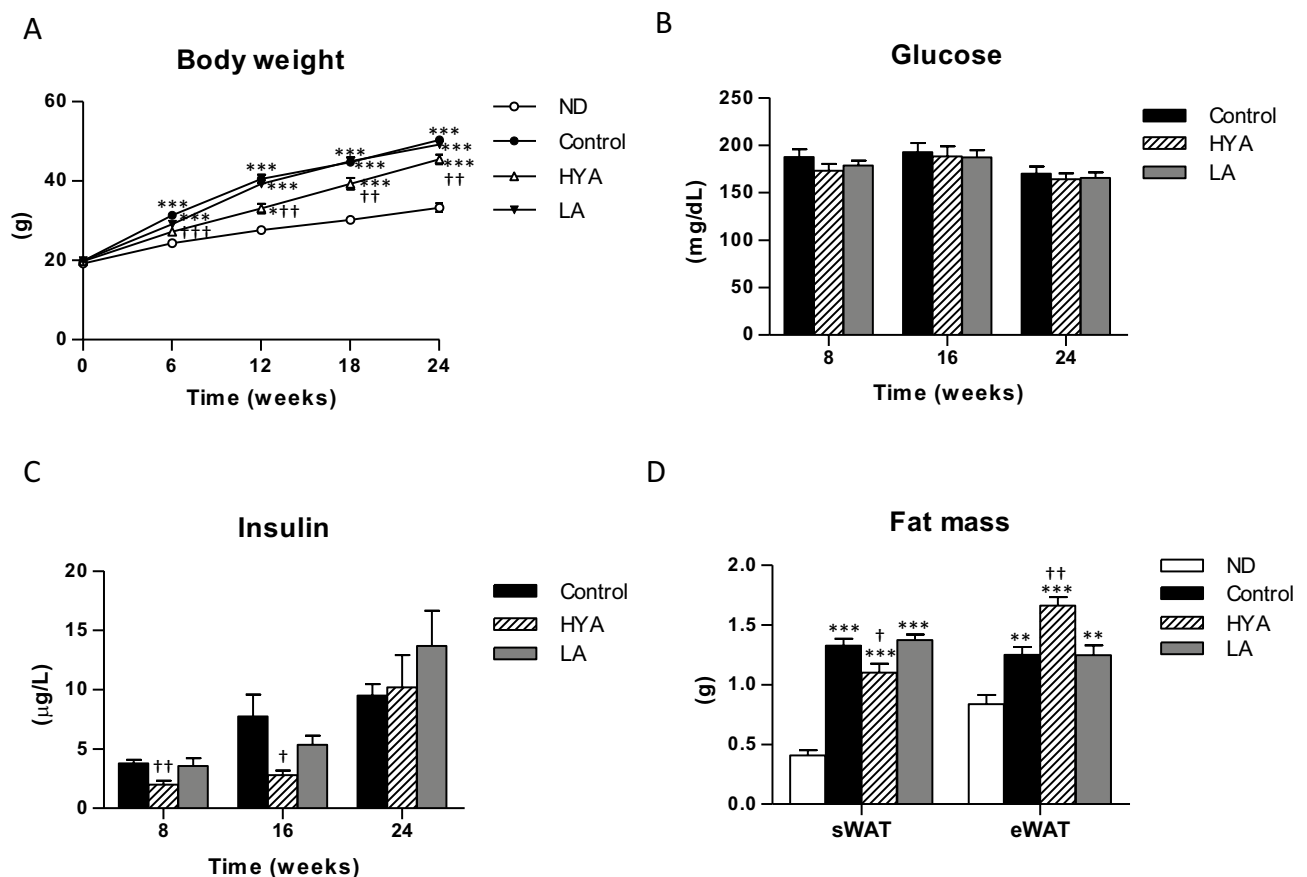 A
Body weight
60
40
20
0
(g)
0 6 12 18 24
Time (weeks)
*** *** *** ***
*** *** *** ***
††† *†† *** ***
†† ††
ND
Control
HYA
LA
B
Glucose
250
200
150
100
50
0
(mg/dL)
8 16 24
Time (weeks)
Control
HYA
LA
C
Insulin
20
15
10
5
0
(µg/L)
†† †
8 16 24
Time (weeks)
Control
HYA
LA
D
Fat mass
2.0
1.5
1.0
0.5
0.0
(g)
*** † *** ***
** †† *** **
sWAT eWAT
ND
Control
HYA
LA